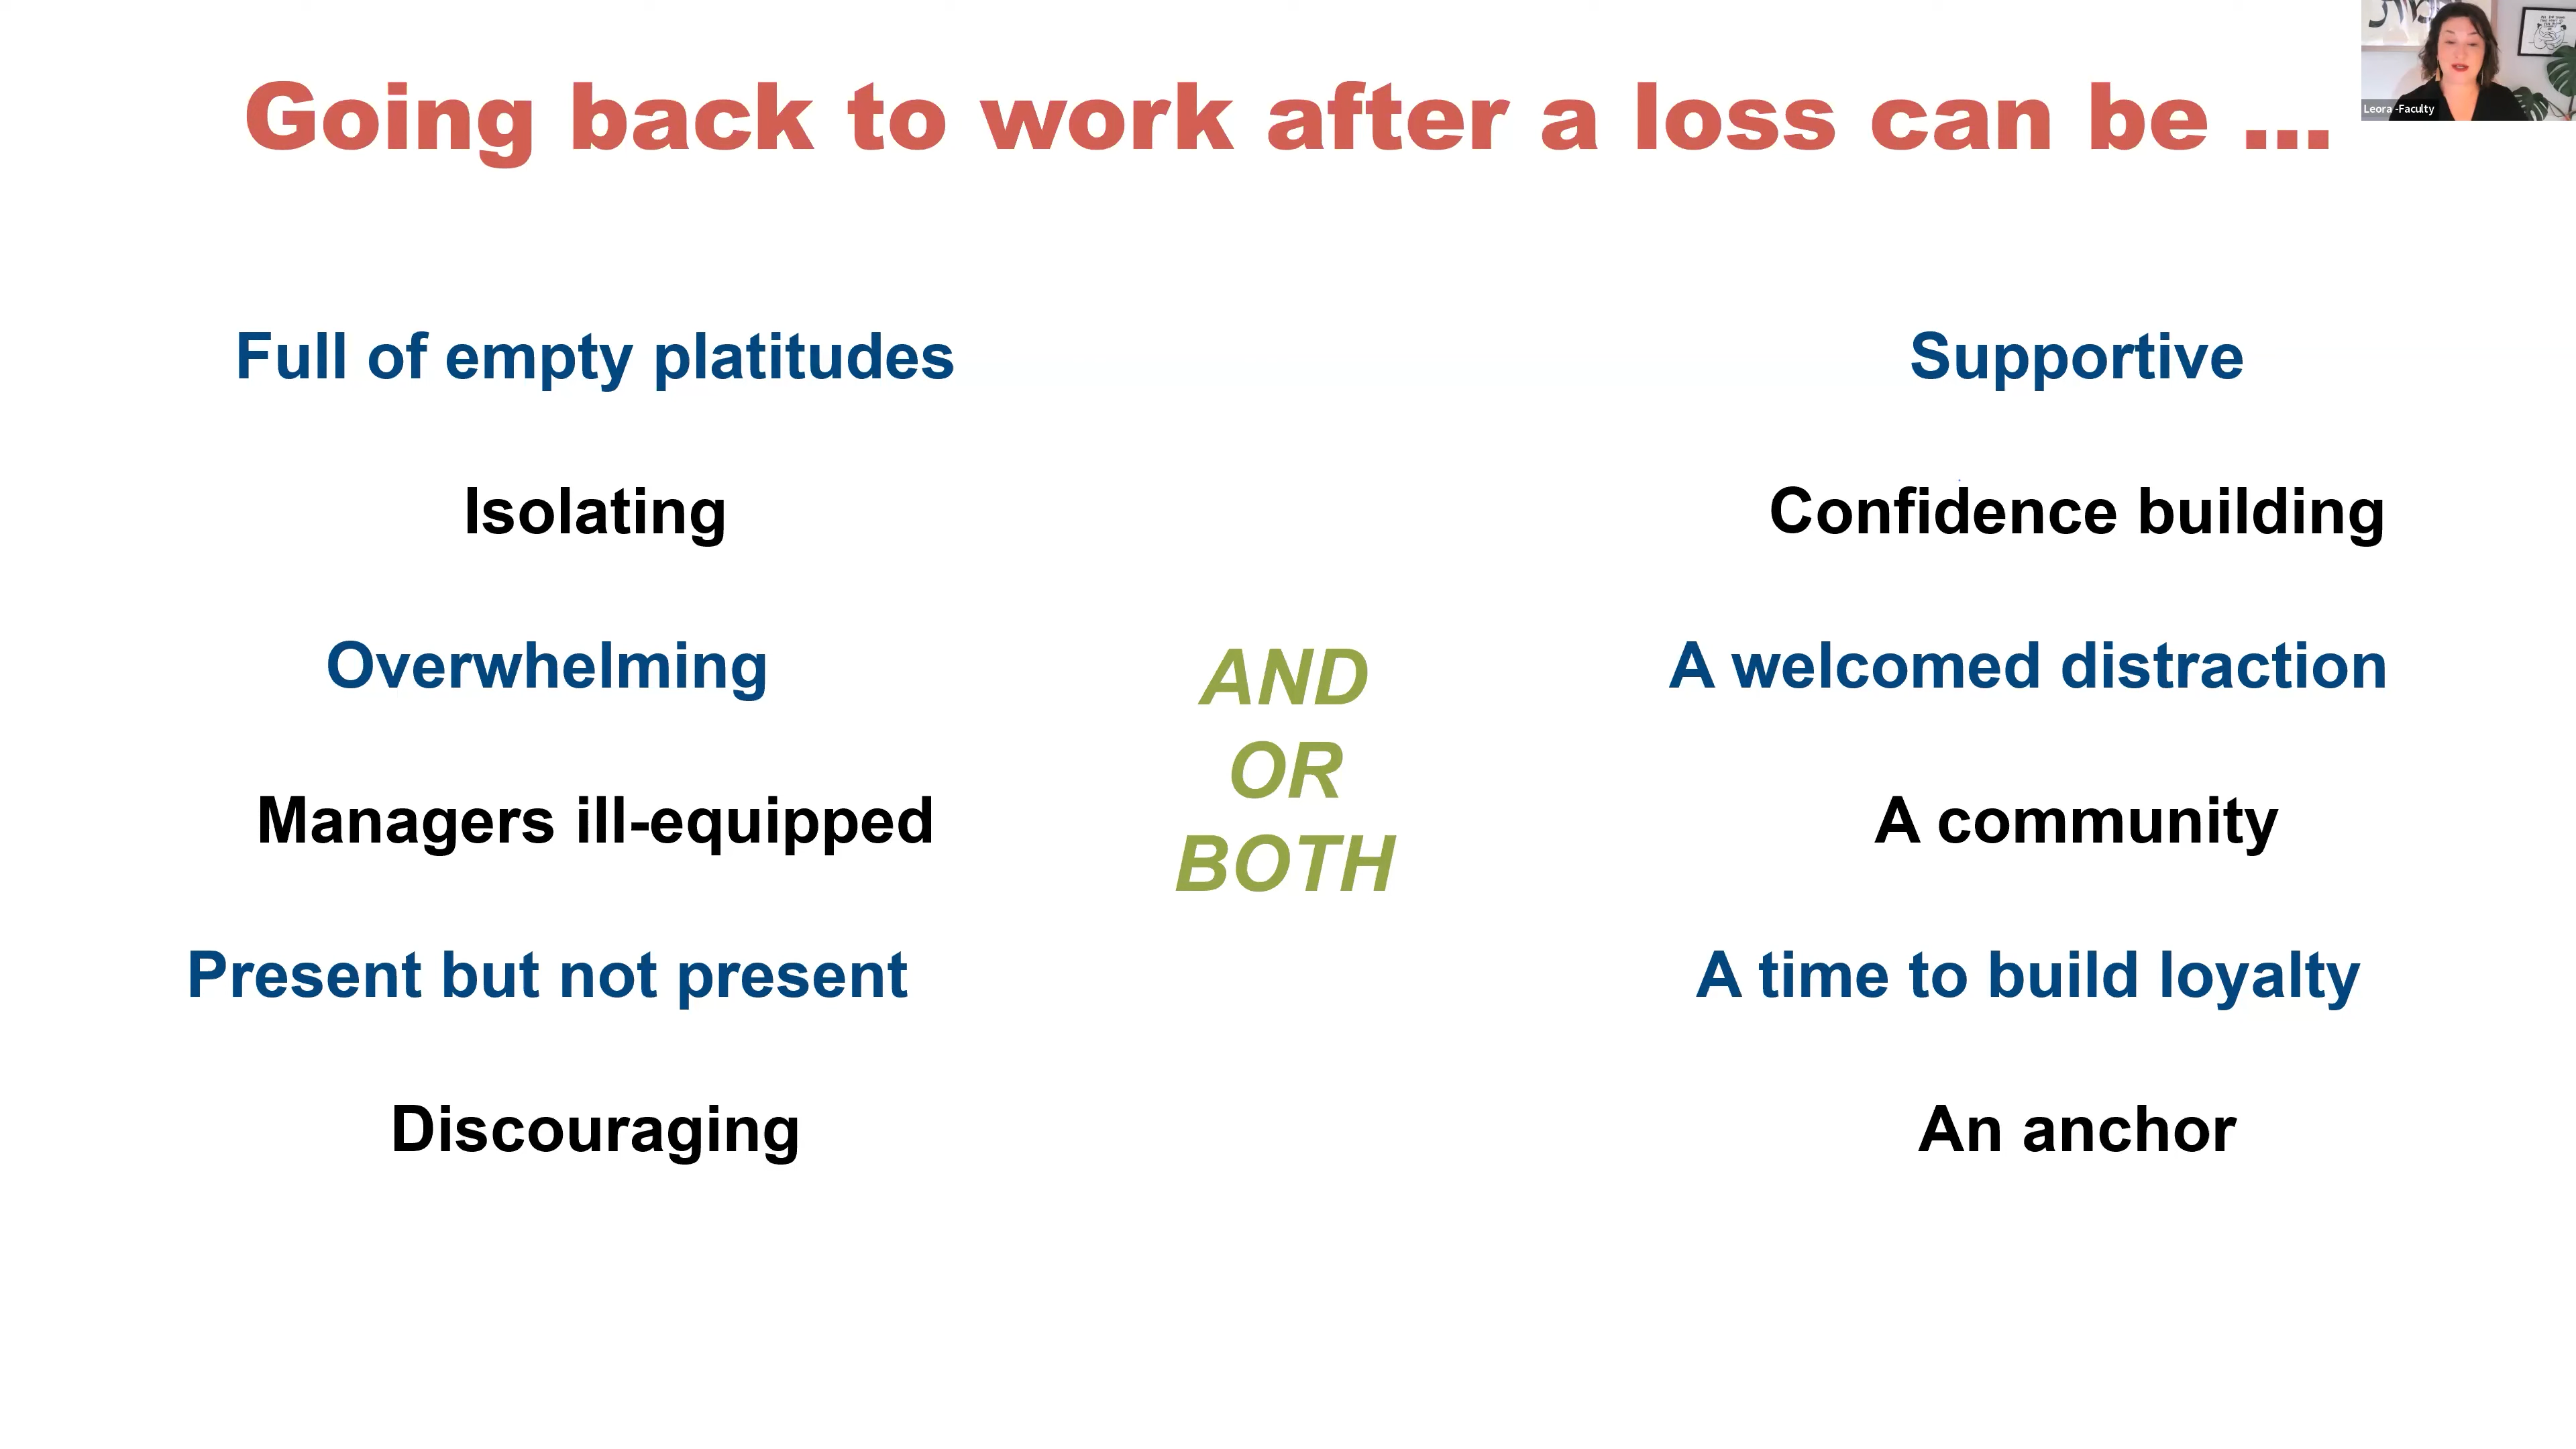 Going back to work after a loss can be ...
Leora -Faculty
Full of empty platitudes
Isolating
Overwhelming
Managers ill-equipped
Present but not present
Discouraging
AND
OR
BOTH
Supportive
Confidence building
A welcomed distraction
A community
A time to build loyalty
An anchor